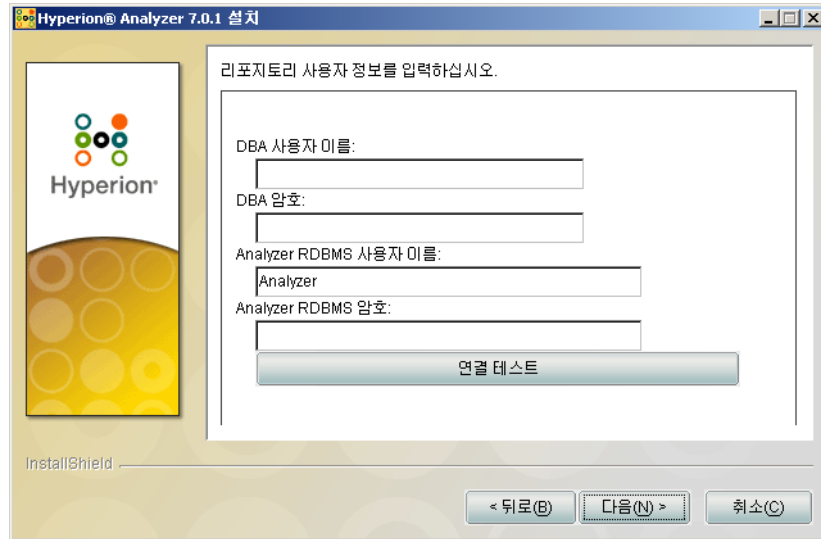 Hyperion® Analyzer 7.0.1 설치
리포지토리 사용자 정보를 입력하십시오.
Hyperion·
DBA 사용자 이름:
DBA 암호:
Analyzer RDBMS 사용자 이름:
Analyzer
Analyzer RDBMS 암호:
연결 테스트
InstallShield
< 뒤로(B)
다음(N) >
취소(C)